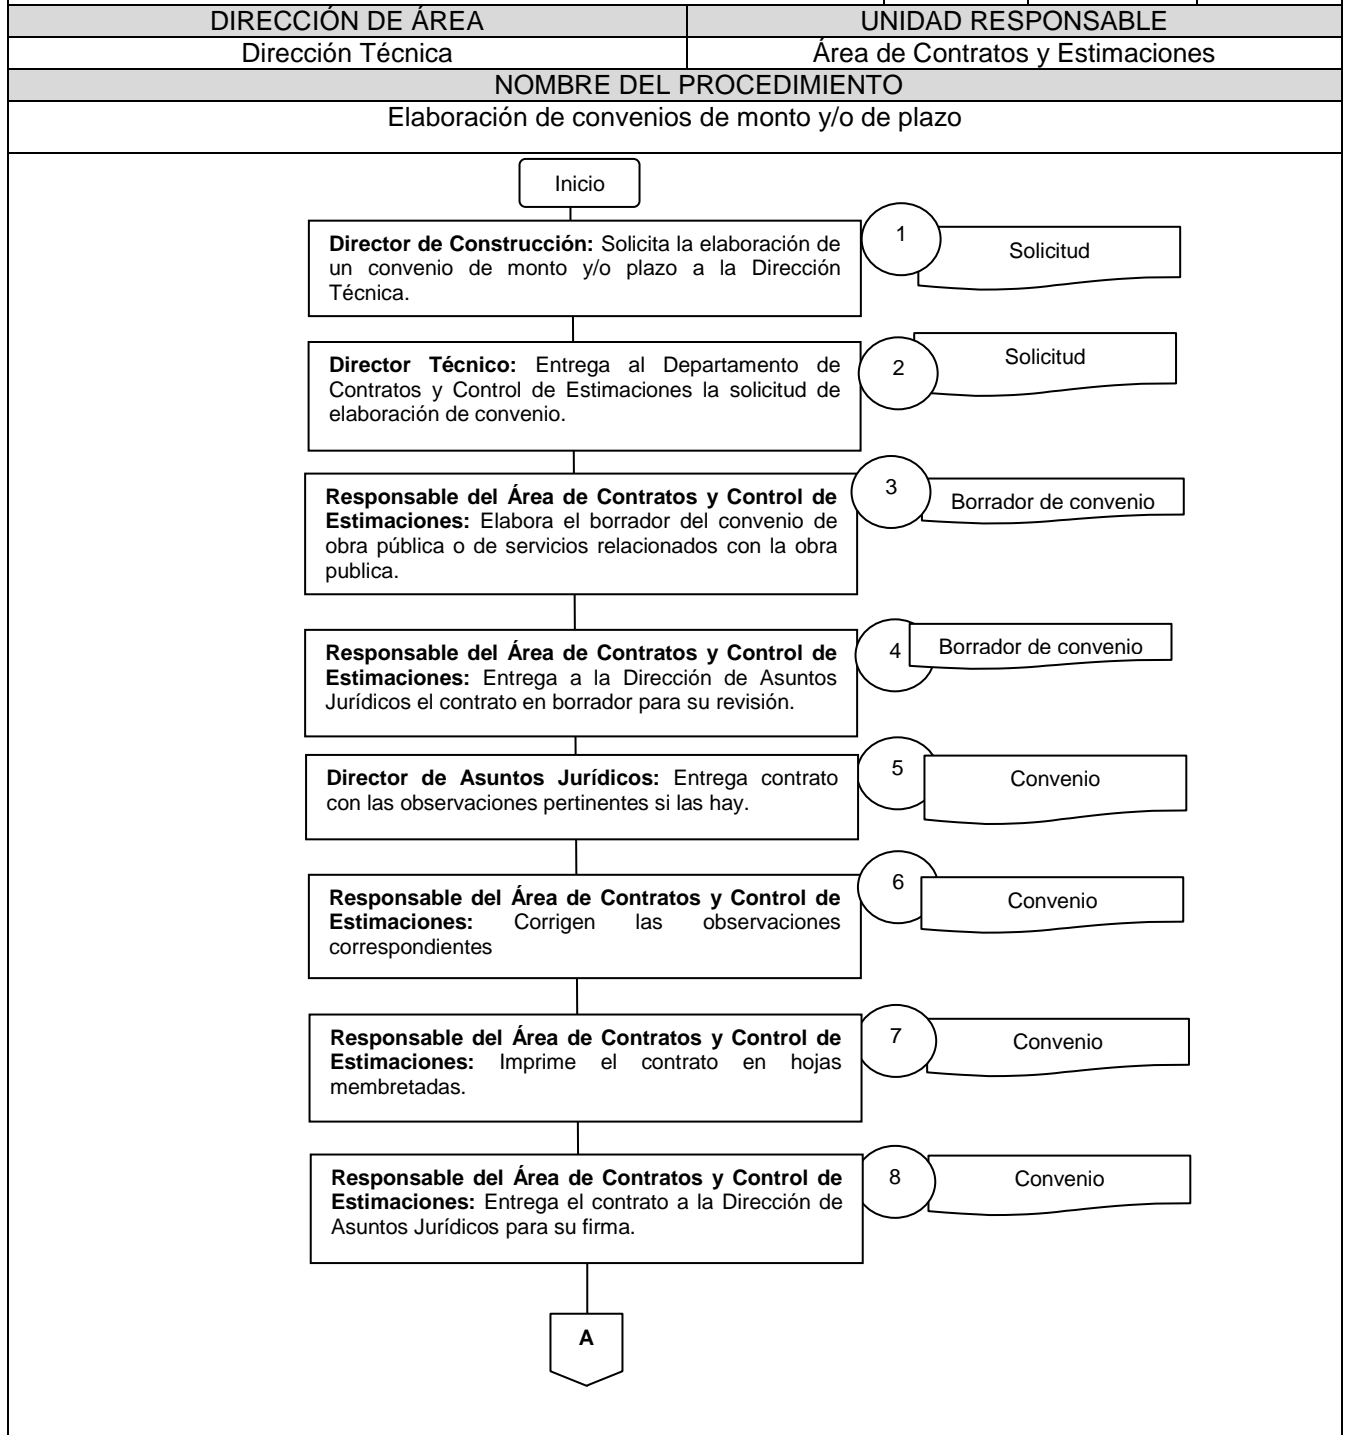 DIRECCIÓN DE ÁREA
UNIDAD RESPONSABLE
Dirección Técnica
Área de Contratos y Estimaciones
NOMBRE DEL PROCEDIMIENTO
Elaboración de convenios de monto y/o de plazo
Inicio
Director de Construcción: Solicita la elaboración de
un convenio de monto y/o plazo a la Dirección
Técnica.
1
Solicitud
Director Técnico: Entrega al Departamento de
Contratos y Control de Estimaciones la solicitud de
elaboración de convenio.
2
Solicitud
Responsable del Área de Contratos y Control de
Estimaciones: Elabora el borrador del convenio de
obra pública o de servicios relacionados con la obra
publica.
3
Borrador de convenio
Responsable del Área de Contratos y Control de
Estimaciones: Entrega a la Dirección de Asuntos
Jurídicos el contrato en borrador para su revisión.
4
Borrador de convenio
Director de Asuntos Jurídicos: Entrega contrato
con las observaciones pertinentes si las hay.
5
Convenio
Responsable del Área de Contratos y Control de
Estimaciones: Corrigen las observaciones
correspondientes
6
Convenio
Responsable del Área de Contratos y Control de
Estimaciones: Imprime el contrato en hojas
membretadas.
7
Convenio
Responsable del Área de Contratos y Control de
Estimaciones: Entrega el contrato a la Dirección de
Asuntos Jurídicos para su firma.
8
Convenio
A